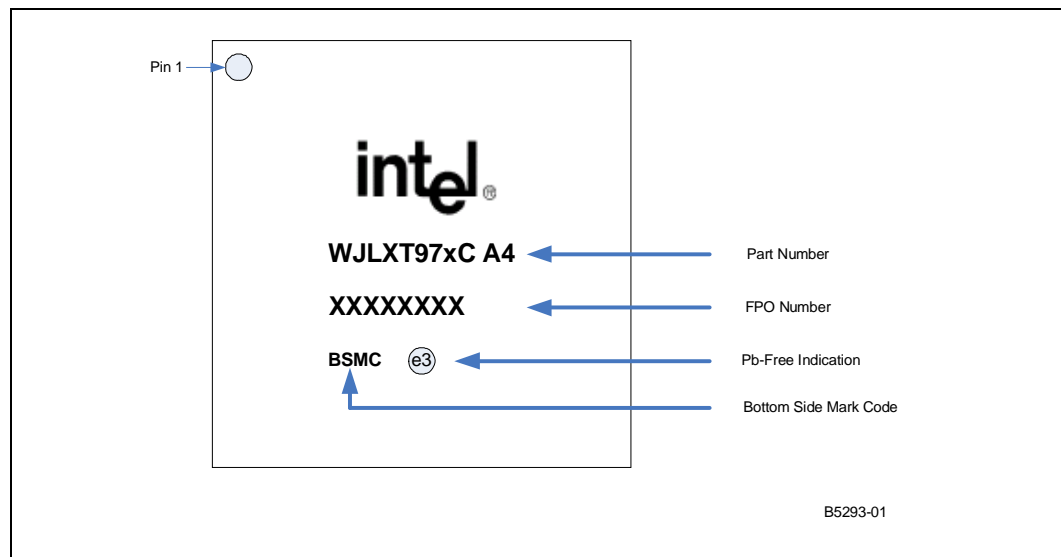 Pin 1
intel®
WJLXT97xC A4
Part Number
XXXXXXXX
FPO Number
BSMC e3
Pb-Free Indication
Bottom Side Mark Code
B5293-01